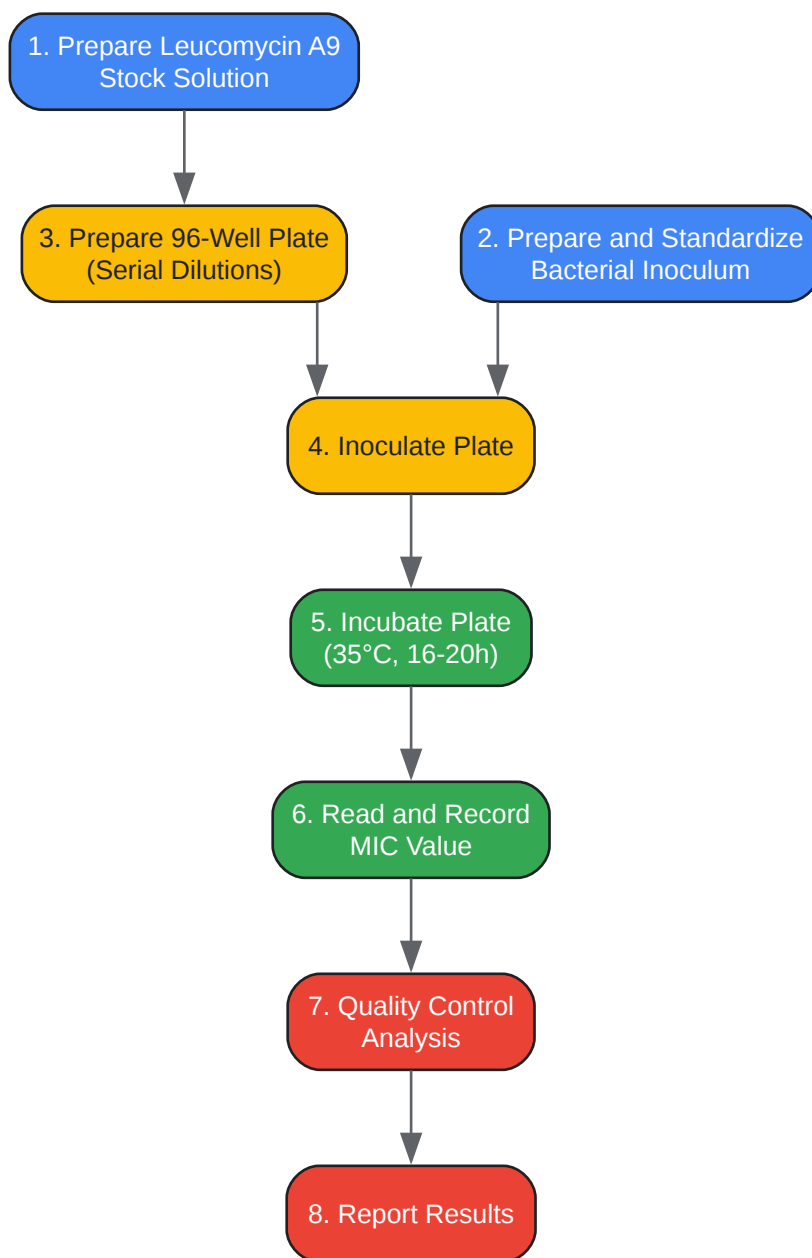 1. Prepare Leucomycin A9
Stock Solution
3. Prepare 96-Well Plate
(Serial Dilutions)
2. Prepare and Standardize
Bacterial Inoculum
4. Inoculate Plate
5. Incubate Plate
(35°C, 16-20h)
6. Read and Record
MIC Value
7. Quality Control
Analysis
8. Report Results